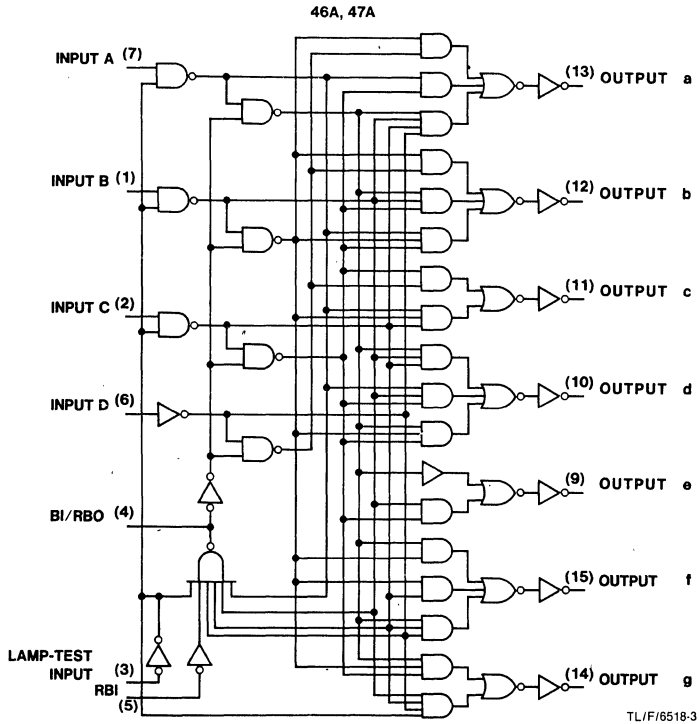 46A, 47A
INPUT A (7)
(13) OUTPUT a
INPUT B (1)
(12) OUTPUT b
(11) OUTPUT c
INPUT C (2)
(10) OUTPUT d
INPUT D (6)
(9) OUTPUT e
BI/RBO (4)
(15) OUTPUT f
LAMP-TEST
INPUT
(3)
RBI
(5)
(14) OUTPUT g
TL/F/6518-3